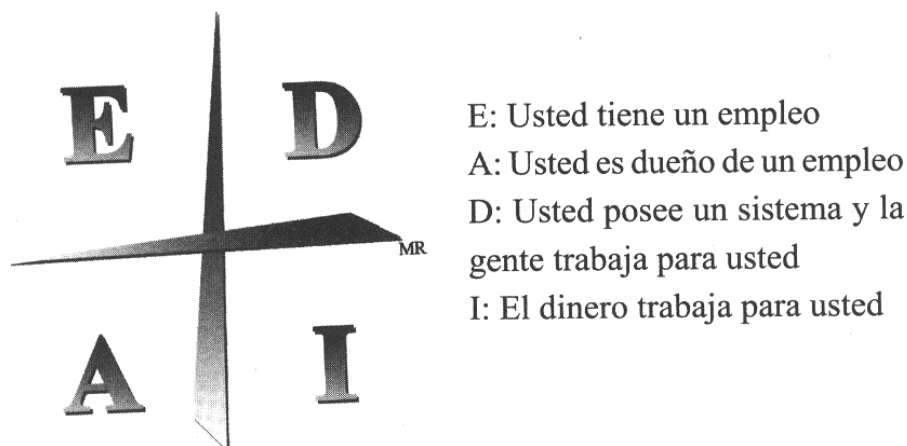 E D
MR
A I
E: Usted tiene un empleo
A: Usted es dueño de un empleo
D: Usted posee un sistema y la
gente trabaja para usted
I: El dinero trabaja para usted